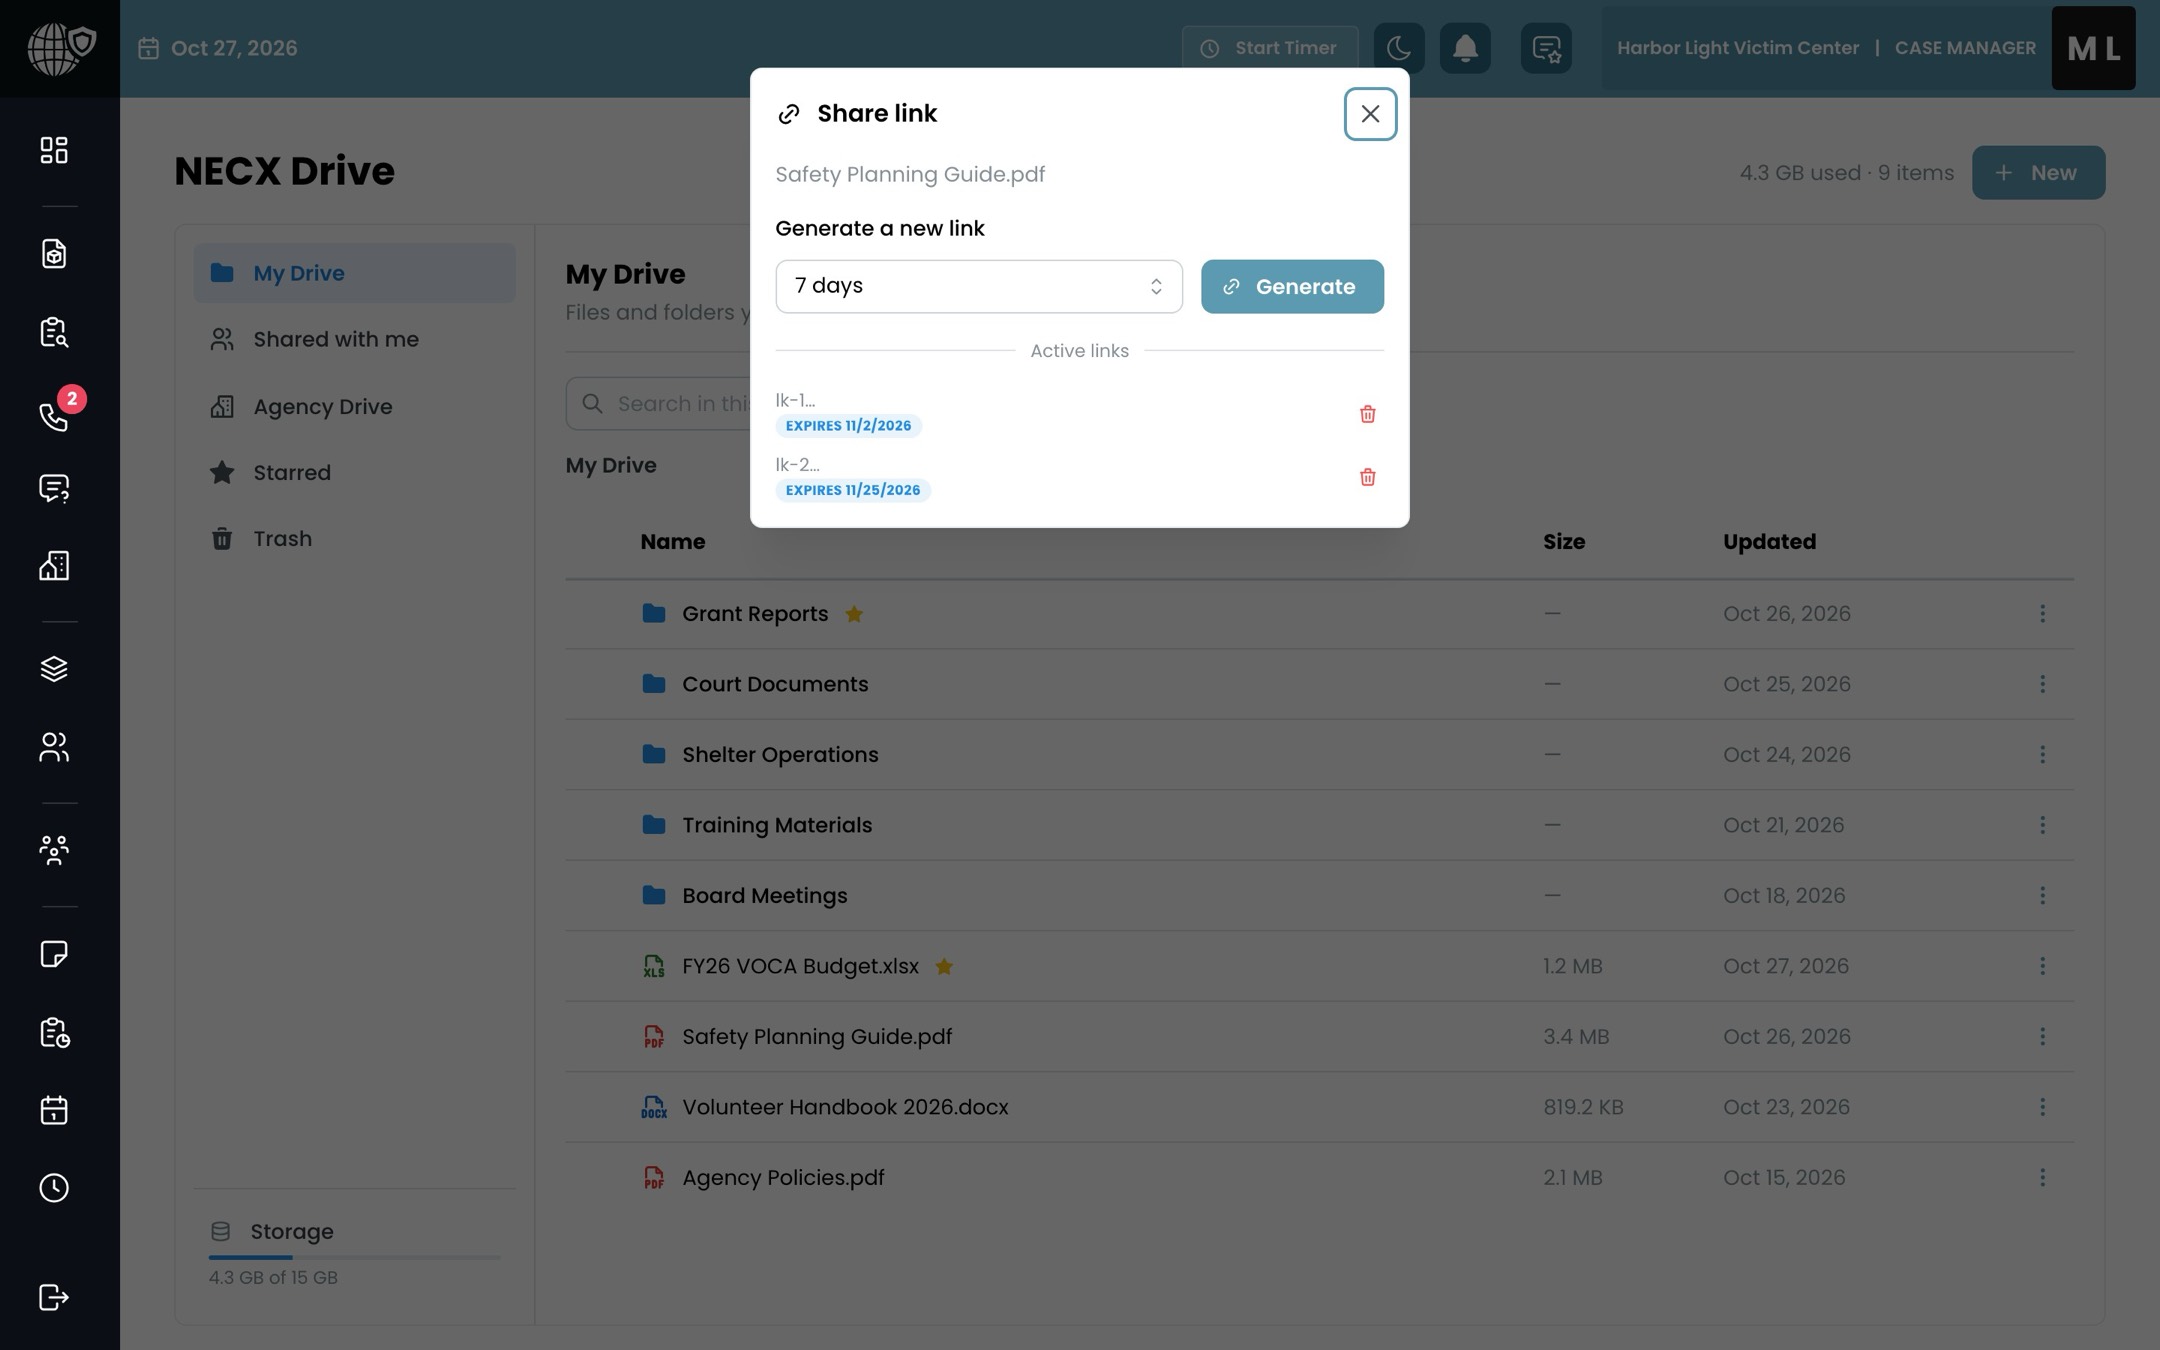 Oct 27, 2026
Start Timer
Harbor Light Victim Center | CASE MANAGER
M L
2
NECX Drive
4.3 GB used · 9 items
+ New
My Drive
Shared with me
Agency Drive
Starred
Trash
Storage
4.3 GB of 15 GB
Share link
Safety Planning Guide.pdf
Generate a new link
7 days
Generate
Active links
lk-1...
EXPIRES 11/2/2026
lk-2...
EXPIRES 11/25/2026
My Drive
Files and folders y
Search in this
My Drive
Name Size Updated
Grant Reports — Oct 26, 2026
Court Documents — Oct 25, 2026
Shelter Operations — Oct 24, 2026
Training Materials — Oct 21, 2026
Board Meetings — Oct 18, 2026
XLS FY26 VOCA Budget.xlsx 1.2 MB Oct 27, 2026
PDF Safety Planning Guide.pdf 3.4 MB Oct 26, 2026
DOCX Volunteer Handbook 2026.docx 819.2 KB Oct 23, 2026
PDF Agency Policies.pdf 2.1 MB Oct 15, 2026